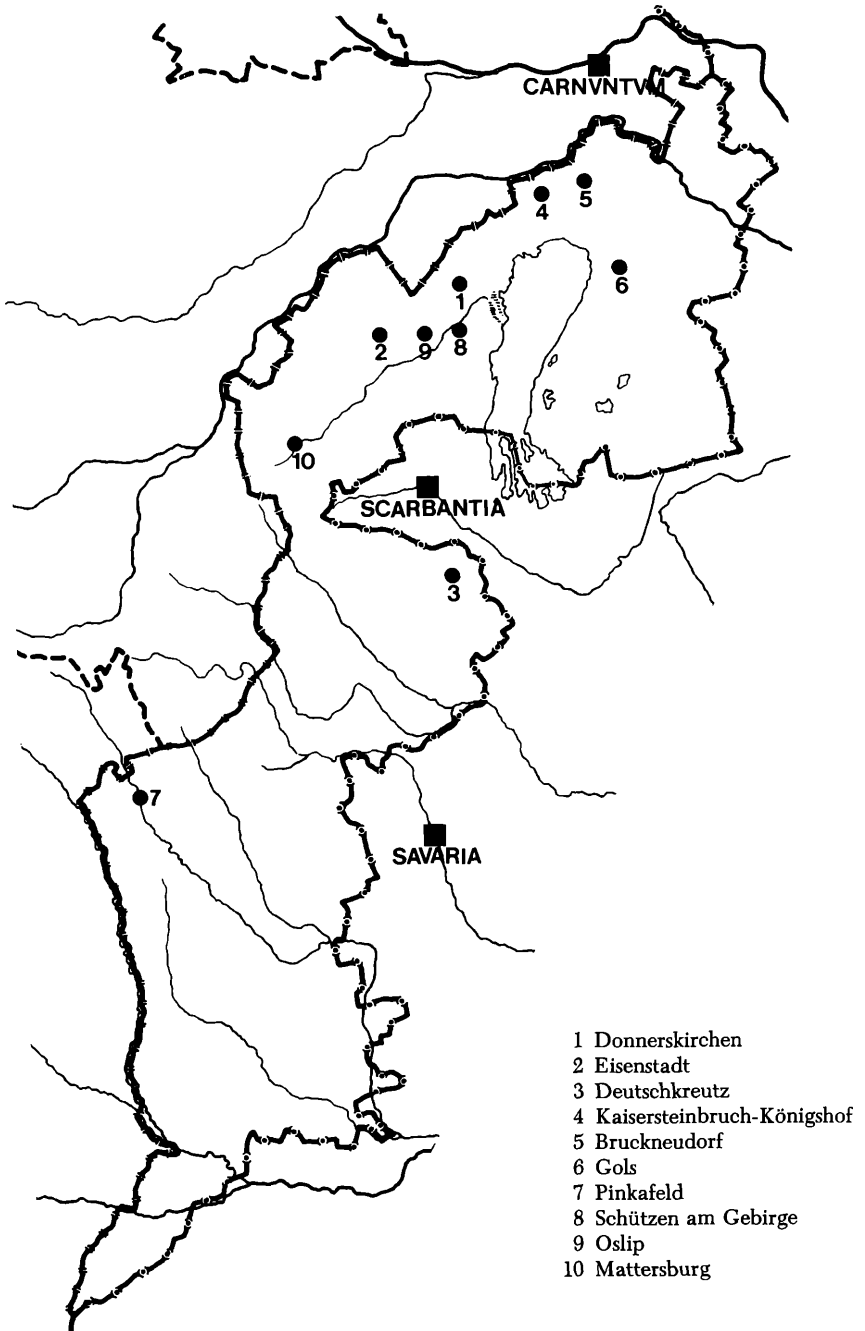 CARNVNTVM
5
4
6
1
2
9
8
10
SCARBANTIA
3
7
SAVARIA
1 Donnerskirchen
2 Eisenstadt
3 Deutschkreutz
4 Kaisersteinbruch-Königshof
5 Bruckneudorf
6 Gols
7 Pinkafeld
8 Schützen am Gebirge
9 Oslip
10 Mattersburg